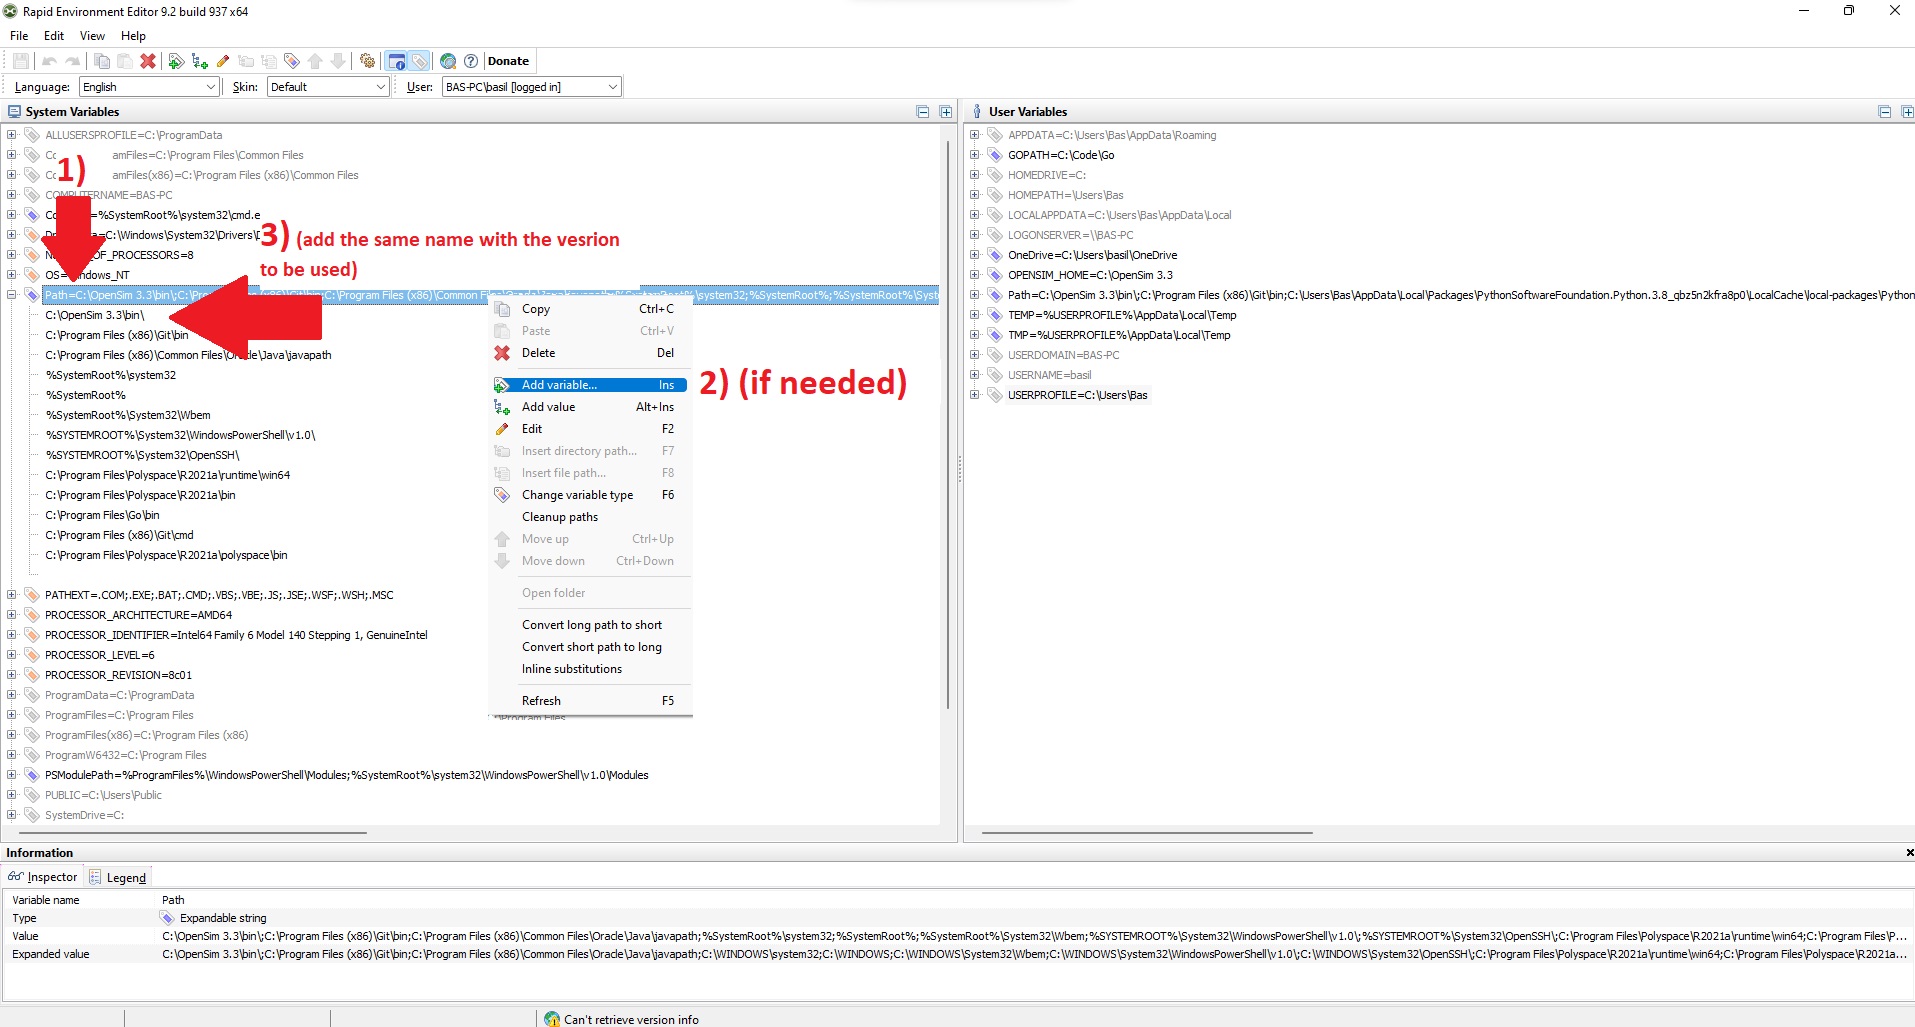 Rapid Environment Editor 9.2 build 937 x64
File Edit View Help
Donate
Language: English Skin: Default User: BAS-PC\basil [logged in]
System Variables
ALLUSERSPROFILE=C:\ProgramData
Co amFiles=C:\Program Files\Common Files
1)
amFiles(x86)=C:\Program Files (x86)\Common Files
COMPUTERNAME=BAS-PC
=%SystemRoot%\system32\cmd.e
=C:\Windows\System32\Drivers\
3) (add the same name with the vesrion
to be used)
OF_PROCESSORS=8
OS= ndows_NT
Path=C:\OpenSim 3.3\bin\;C:\Pr
C:\OpenSim 3.3\bin\
C:\Program Files (x86)\Git\bin
C:\Program Files (x86)\Common Files\Oracle\Java\javapath
%SystemRoot%\system32
%SystemRoot%
%SystemRoot%\System32\Wbem
%SYSTEMROOT%\System32\WindowsPowerShell\v1.0\
%SYSTEMROOT%\System32\OpenSSH\
C:\Program Files\Polyspace\R2021a\runtime\win64
C:\Program Files\Polyspace\R2021a\bin
C:\Program Files\Go\bin
C:\Program Files (x86)\Git\cmd
C:\Program Files\Polyspace\R2021a\polyspace\bin
PATHEXT=.COM;.EXE;.BAT;.CMD;.VBS;.VBE;.JS;.JSE;.WSF;.WSH;.MSC
PROCESSOR_ARCHITECTURE=AMD64
PROCESSOR_IDENTIFIER=Intel64 Family 6 Model 140 Stepping 1, GenuineIntel
PROCESSOR_LEVEL=6
PROCESSOR_REVISION=8c01
ProgramData=C:\ProgramData
ProgramFiles=C:\Program Files
ProgramFiles(x86)=C:\Program Files (x86)
ProgramW6432=C:\Program Files
PSModulePath=%ProgramFiles%\WindowsPowerShell\Modules;%SystemRoot%\system32\WindowsPowerShell\v1.0\Modules
PUBLIC=C:\Users\Public
SystemDrive=C:
Copy Ctrl+C
Paste Ctrl+V
Delete Del
Add variable... Ins
2) (if needed)
Add value Alt+Ins
Edit F2
Insert directory path... F7
Insert file path... F8
Change variable type F6
Cleanup paths
Move up Ctrl+Up
Move down Ctrl+Down
Open folder
Convert long path to short
Convert short path to long
Inline substitutions
Refresh F5
User Variables
APPDATA=C:\Users\Bas\AppData\Roaming
GOPATH=C:\Code\Go
HOMEDRIVE=C:
HOMEPATH=\Users\Bas
LOCALAPPDATA=C:\Users\Bas\AppData\Local
LOGONSERVER=\\BAS-PC
OneDrive=C:\Users\basil\OneDrive
OPENSIM_HOME=C:\OpenSim 3.3
Path=C:\OpenSim 3.3\bin\;C:\Program Files (x86)\Git\bin;C:\Users\Bas\AppData\Local\Packages\PythonSoftwareFoundation.Python.3.8_qbz5n2kfra8p0\LocalCache\local-packages\Python
TEMP=%USERPROFILE%\AppData\Local\Temp
TMP=%USERPROFILE%\AppData\Local\Temp
USERDOMAIN=BAS-PC
USERNAME=basil
USERPROFILE=C:\Users\Bas
Information
Inspector Legend
Variable name Path
Type Expandable string
Value C:\OpenSim 3.3\bin\;C:\Program Files (x86)\Git\bin;C:\Program Files (x86)\Common Files\Oracle\Java\javapath;%SystemRoot%\system32;%SystemRoot%;%SystemRoot%\System32\Wbem;%SYSTEMROOT%\System32\WindowsPowerShell\v1.0\;%SYSTEMROOT%\System32\OpenSSH\;C:\Program Files\Polyspace\R2021a\runtime\win64;C:\Program Files\P...
Expanded value C:\OpenSim 3.3\bin\;C:\Program Files (x86)\Git\bin;C:\Program Files (x86)\Common Files\Oracle\Java\javapath;C:\WINDOWS\system32;C:\WINDOWS;C:\WINDOWS\System32\Wbem;C:\WINDOWS\System32\WindowsPowerShell\v1.0\;C:\WINDOWS\System32\OpenSSH\;C:\Program Files\Polyspace\R2021a\runtime\win64;C:\Program Files\Polyspace\R2021a...
Can't retrieve version info